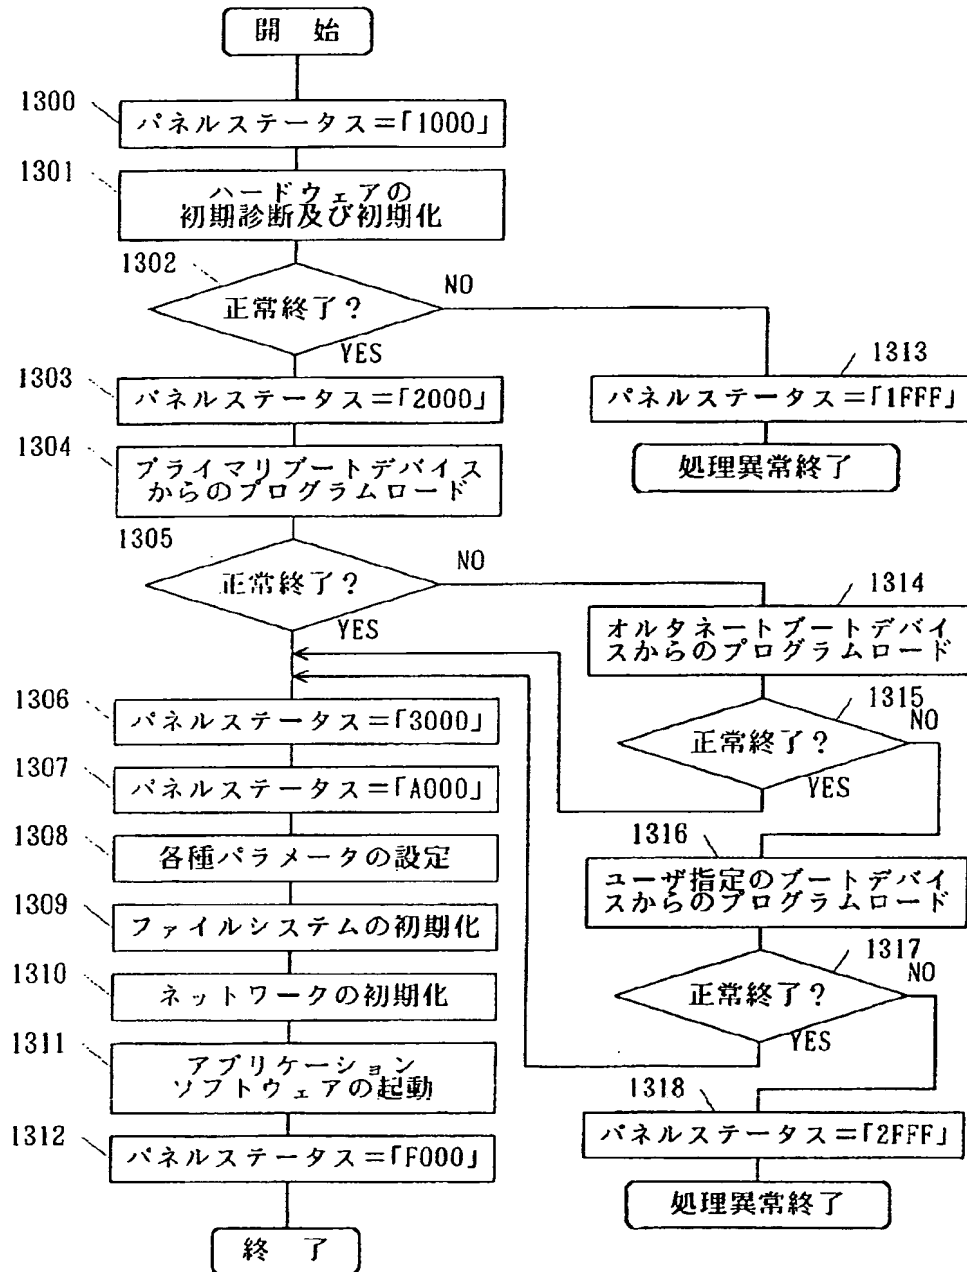 開 始
1300
パネルステータス=「1000」
1301
ハードウェアの
初期診断及び初期化
1302
正常終了?
NO
YES
1303
パネルステータス=「2000」
1313
パネルステータス=「1FFF」
処理異常終了
1304
プライマリブートデバイス
からのプログラムロード
1305
正常終了?
NO
YES
1314
オルタネートブートデバイ
スからのプログラムロード
1315
正常終了?
NO
YES
1306
パネルステータス=「3000」
1307
パネルステータス=「A000」
1308
各種パラメータの設定
1316
ユーザ指定のブートデバイ
スからのプログラムロード
1309
ファイルシステムの初期化
1317
正常終了?
NO
YES
1310
ネットワークの初期化
1311
アプリケーション
ソフトウェアの起動
1318
パネルステータス=「2FFF」
処理異常終了
1312
パネルステータス=「F000」
終 了